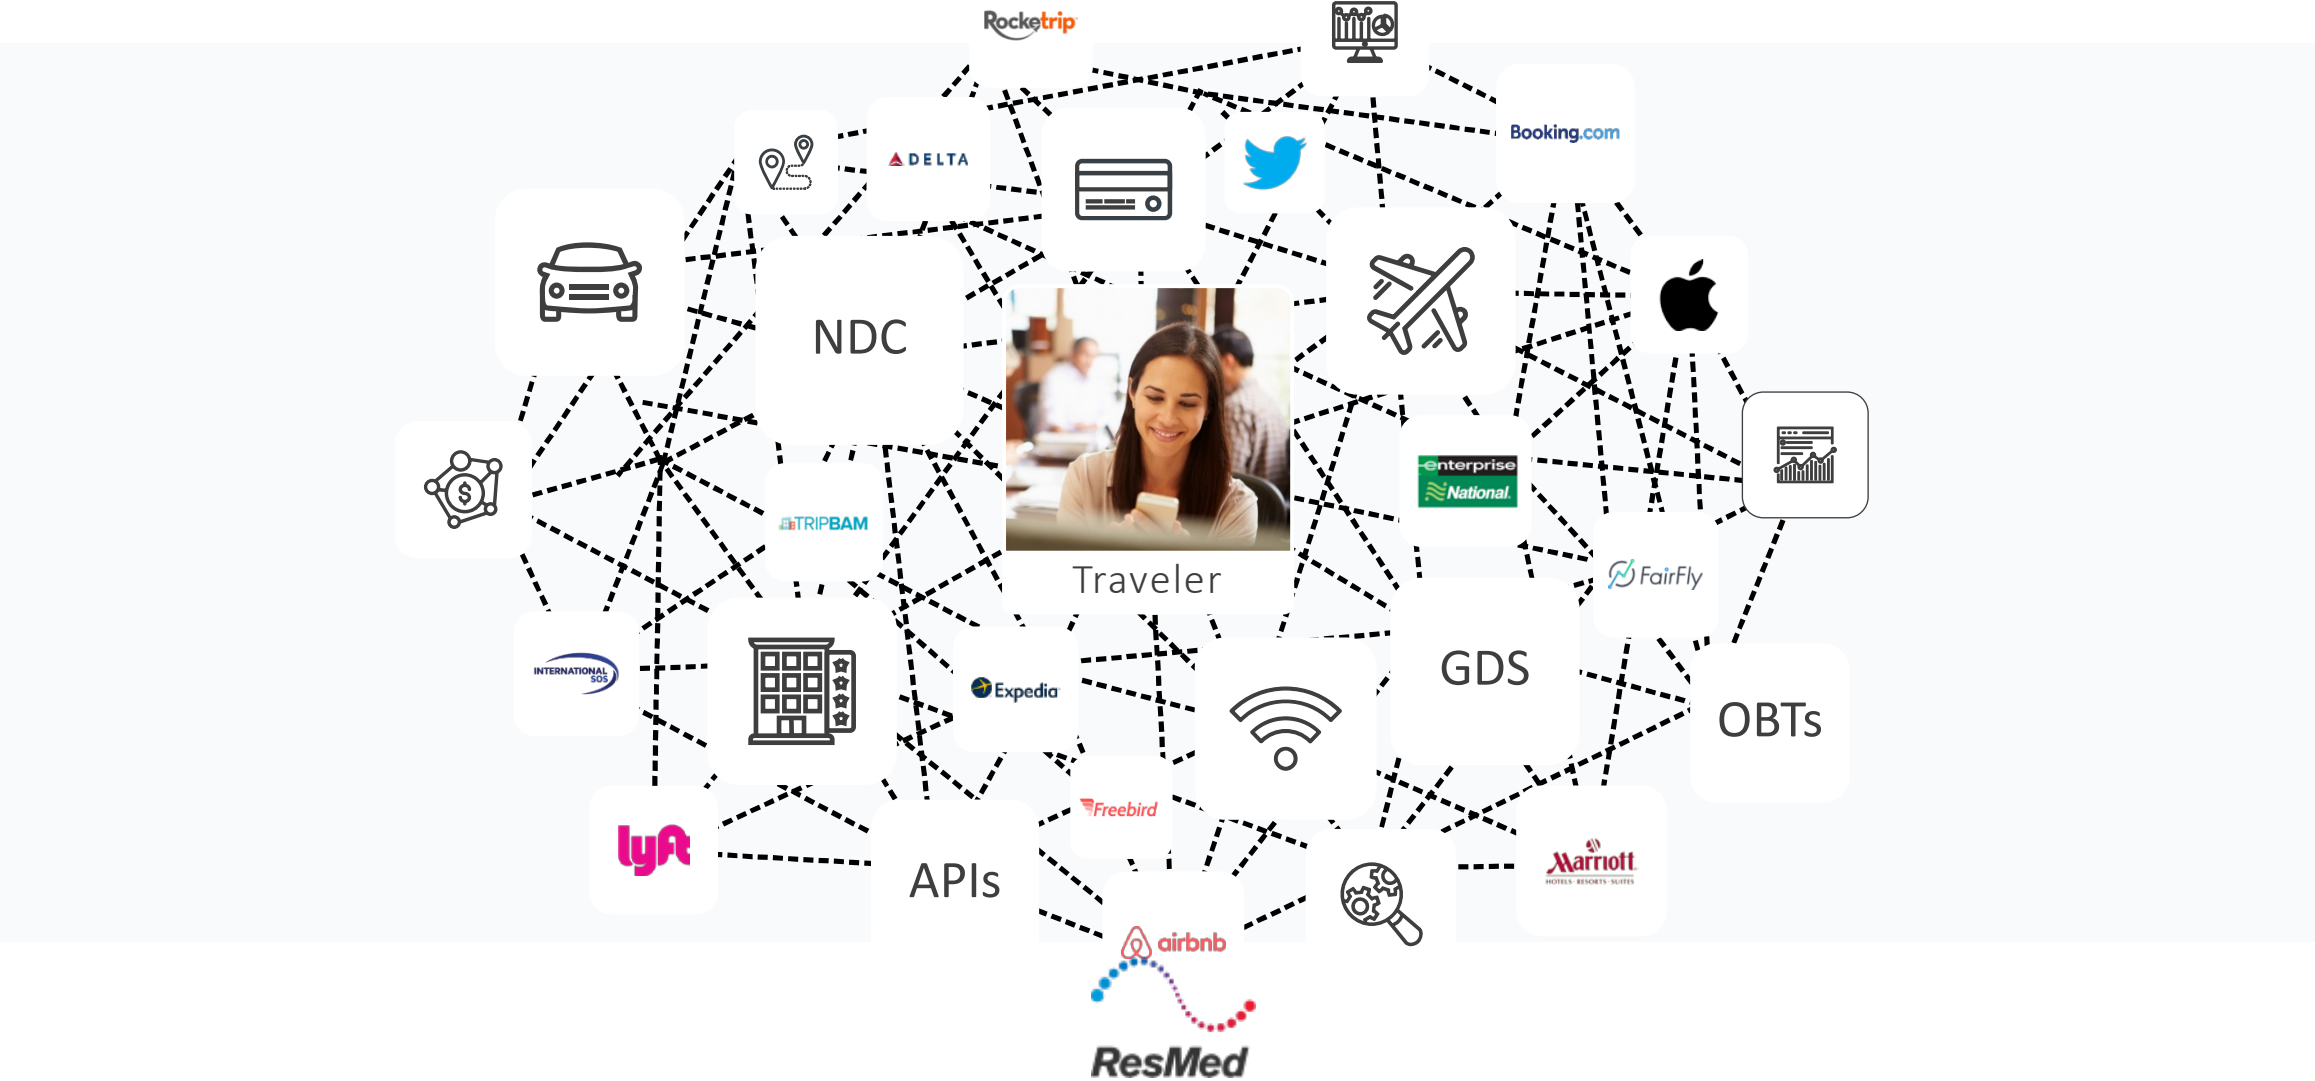 Rocketrip
Booking.com
DELTA
NDC
enterprise
National.
TRIPBAM
Traveler
FairFly
INTERNATIONAL
SOS
GDS
Expedia
OBTs
Freebird
lyft
Marriott
HOTELS · RESORTS · SUITES
APIs
airbnb
ResMed